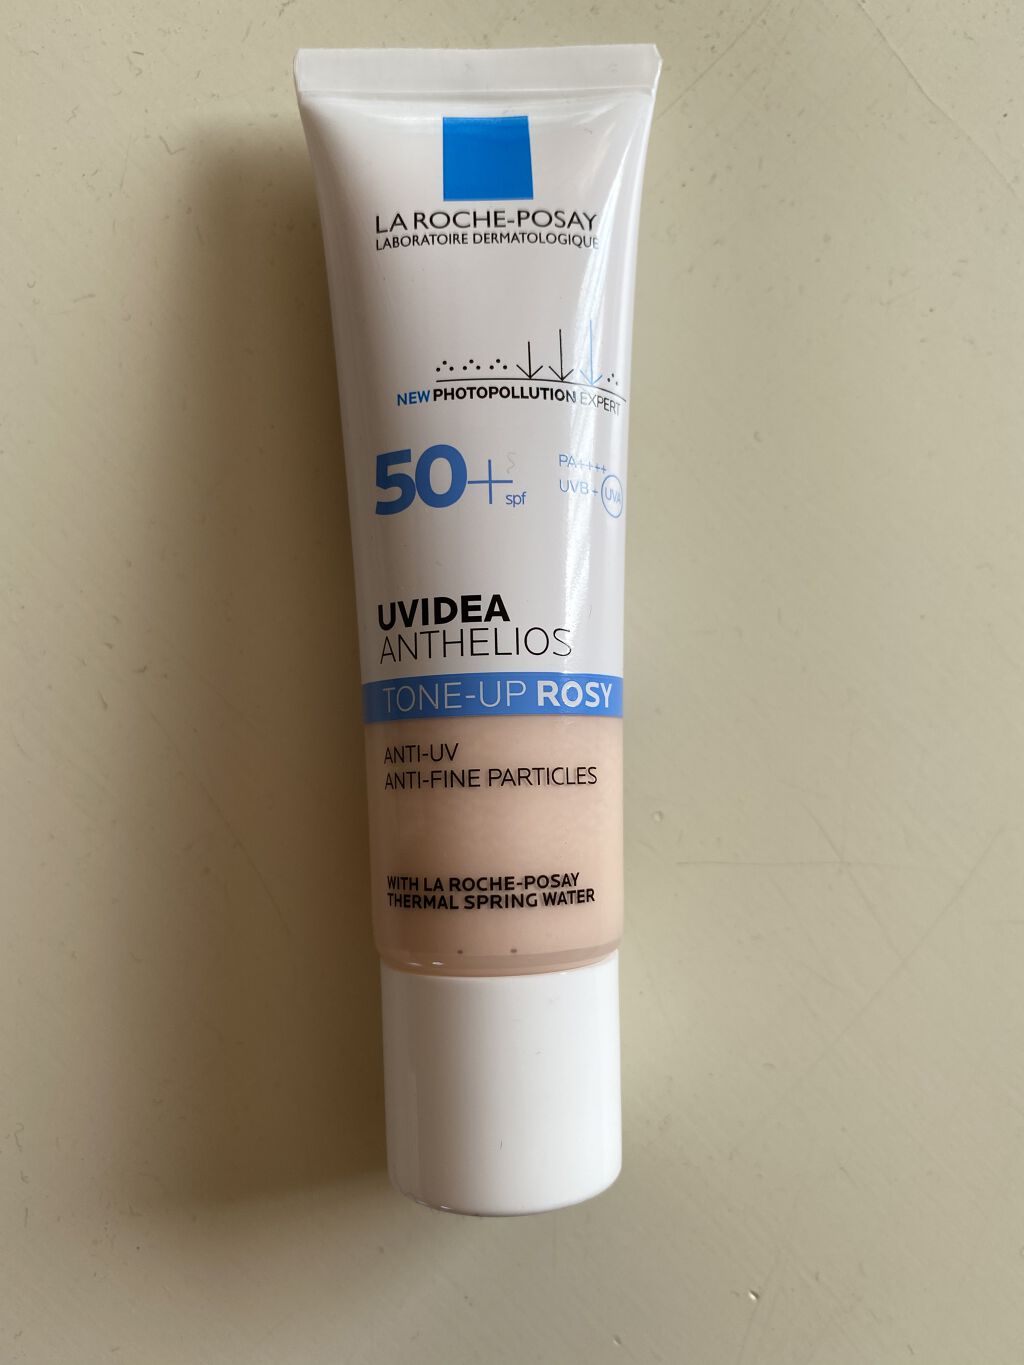 LA ROCHE-POSAY
LABORATOIRE DERMATOLOGIQUE
NEW PHOTOPOLLUTION EXPERT
50+ spf
PA++++
UVB + UVA
UVIDEA
ANTHELIOS
TONE-UP ROSY
ANTI-UV
ANTI-FINE PARTICLES
WITH LA ROCHE-POSAY
THERMAL SPRING WATER